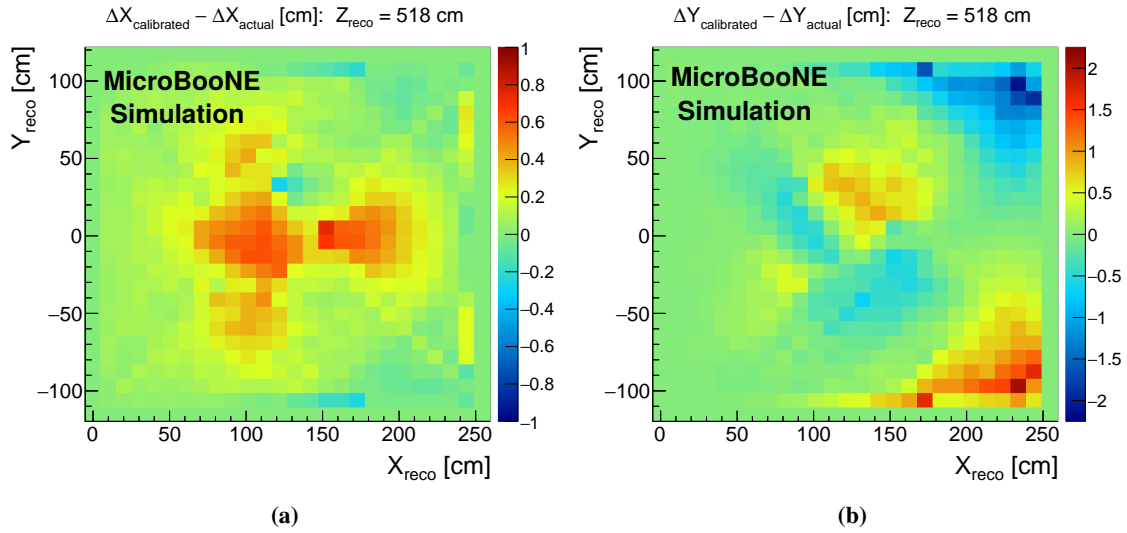 ΔX_calibrated − ΔX_actual [cm]: Z_reco = 518 cm
MicroBooNE
Simulation
Y_reco [cm]
100
50
0
−50
−100
0 50 100 150 200 250
X_reco [cm]
1
0.8
0.6
0.4
0.2
0
−0.2
−0.4
−0.6
−0.8
−1
(a)
ΔY_calibrated − ΔY_actual [cm]: Z_reco = 518 cm
MicroBooNE
Simulation
Y_reco [cm]
100
50
0
−50
−100
0 50 100 150 200 250
X_reco [cm]
2
1.5
1
0.5
0
−0.5
−1
−1.5
−2
(b)